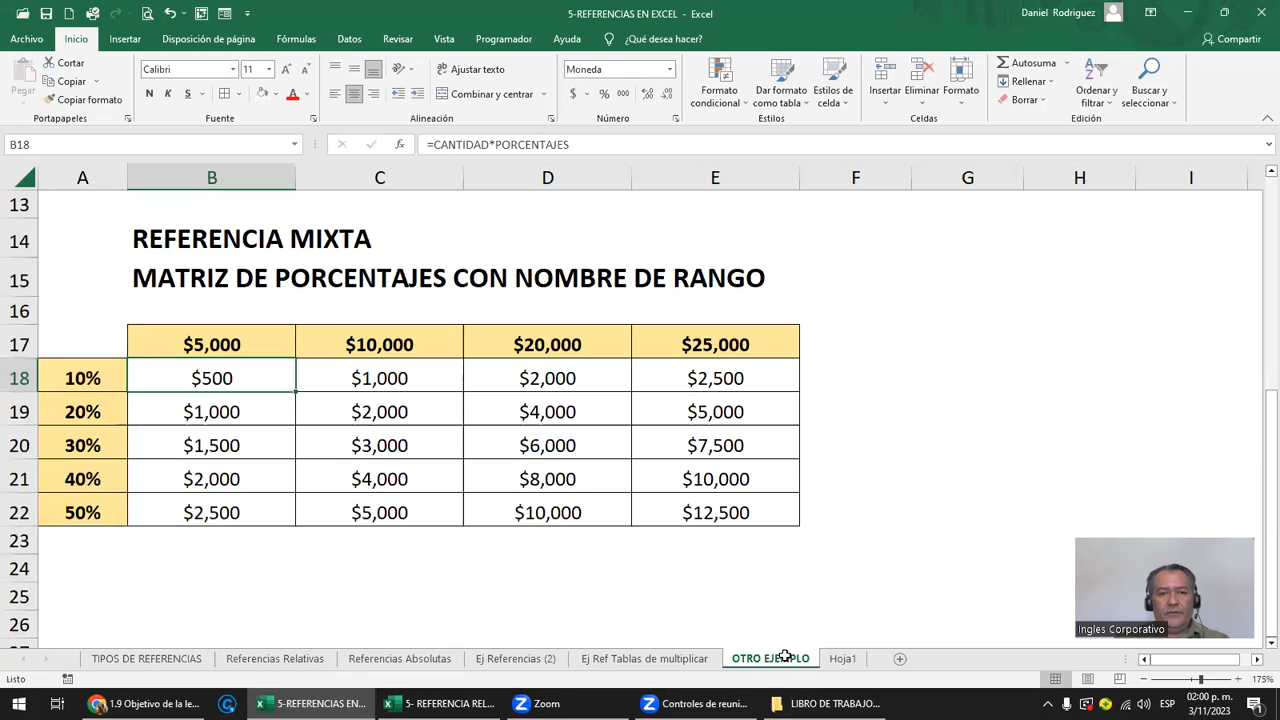 5-REFERENCIAS EN EXCEL - Excel
Daniel Rodriguez
Archivo Inicio Insertar Disposición de página Fórmulas Datos Revisar Vista Programador Ayuda ¿Qué desea hacer? Compartir
Pegar
Cortar
Copiar
Copiar formato
Portapapeles
Calibri 11
N K S
Fuente
Ajustar texto
Combinar y centrar
Alineación
Moneda
$ % 000
Número
Formato condicional
Dar formato como tabla
Estilos de celda
Estilos
Insertar Eliminar Formato
Celdas
Autosuma
Rellenar
Borrar
Ordenar y filtrar
Buscar y seleccionar
Edición
B18 fx =CANTIDAD*PORCENTAJES
A B C D E F G H I
13
14 REFERENCIA MIXTA
15 MATRIZ DE PORCENTAJES CON NOMBRE DE RANGO
16
17 $5,000 $10,000 $20,000 $25,000
18 10% $500 $1,000 $2,000 $2,500
19 20% $1,000 $2,000 $4,000 $5,000
20 30% $1,500 $3,000 $6,000 $7,500
21 40% $2,000 $4,000 $8,000 $10,000
22 50% $2,500 $5,000 $10,000 $12,500
23
24
25
26
Ingles Corporativo
TIPOS DE REFERENCIAS Referencias Relativas Referencias Absolutas Ej Referencias (2) Ej Ref Tablas de multiplicar OTRO EJEMPLO Hoja1
Listo 175%
1.9 Objetivo de la le... 5-REFERENCIAS EN... 5- REFERENCIA REL... Zoom Controles de reuni... LIBRO DE TRABAJO... ESP 02:00 p. m.
3/11/2023